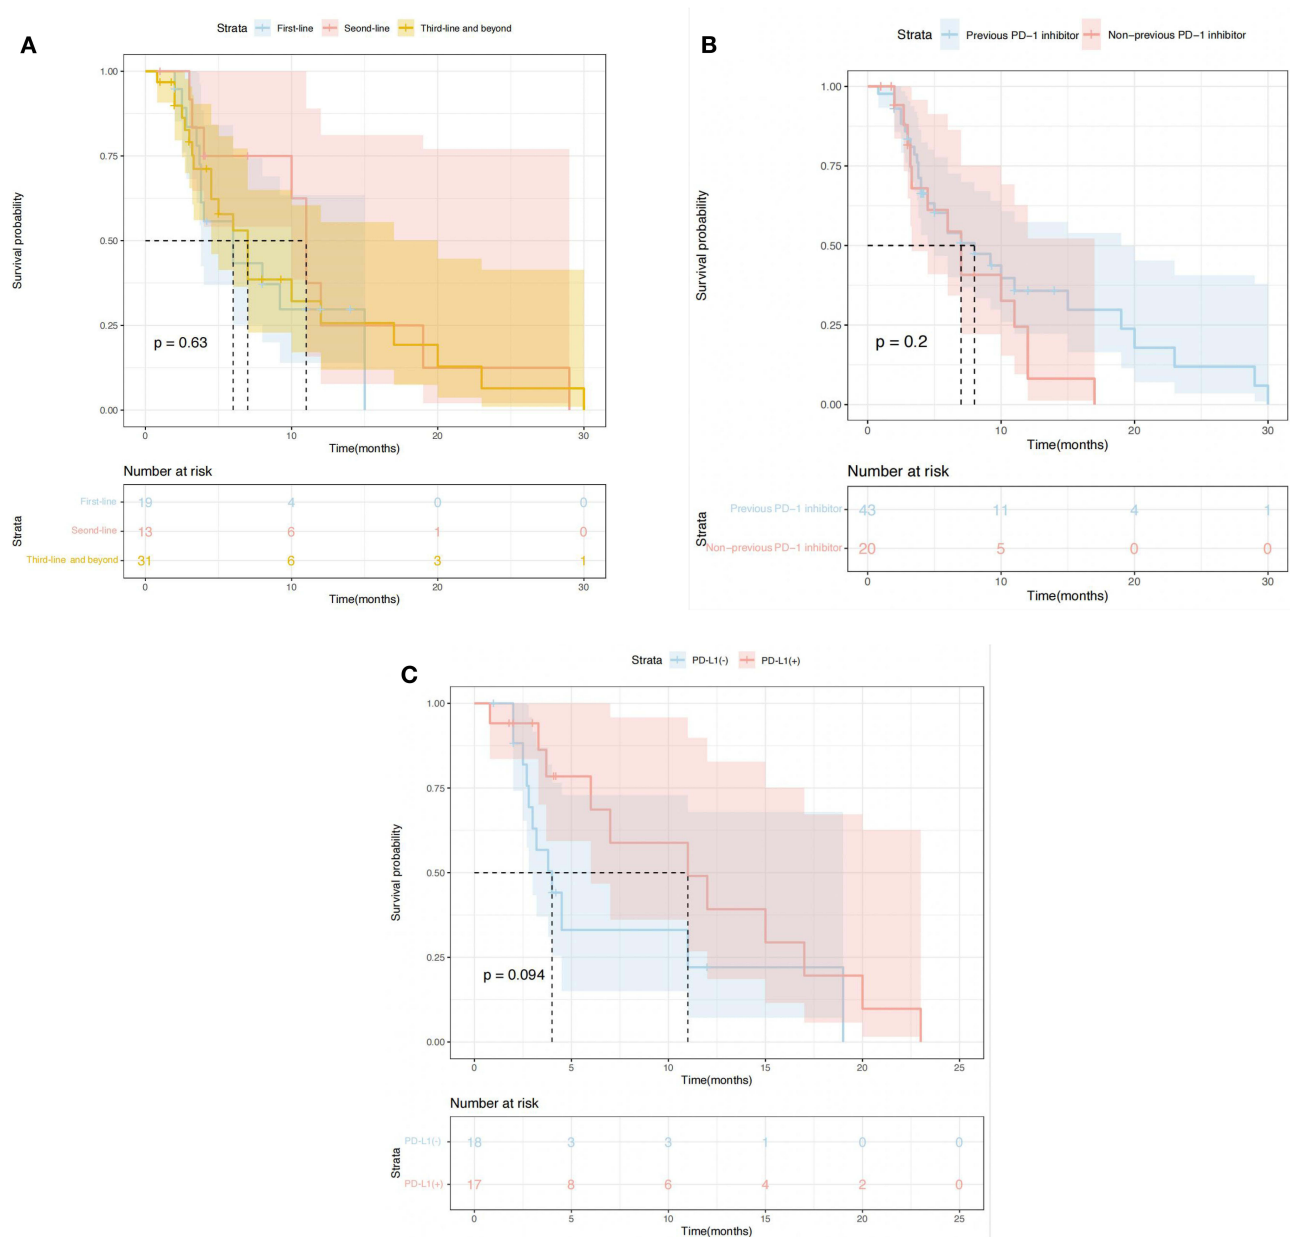 A
Strata First-line Seond-line Third-line and beyond
Survival probability
1.00
0.75
0.50
0.25
0.00
p = 0.63
0 10 20 30
Time(months)
Number at risk
Strata
First-line 19 4 0 0
Seond-line 13 6 1 0
Third-line and beyond 31 6 3 1
0 10 20 30
Time(months)
B
Strata Previous PD-1 inhibitor Non-previous PD-1 inhibitor
Survival probability
1.00
0.75
0.50
0.25
0.00
p = 0.2
0 10 20 30
Time(months)
Number at risk
Strata
Previous PD-1 inhibitor 43 11 4 1
Non-previous PD-1 inhibitor 20 5 0 0
0 10 20 30
Time(months)
C
Strata PD-L1(-) PD-L1(+)
Survival probability
1.00
0.75
0.50
0.25
0.00
p = 0.094
0 5 10 15 20 25
Time(months)
Number at risk
Strata
PD-L1(-) 18 3 3 1 0 0
PD-L1(+) 17 8 6 4 2 0
0 5 10 15 20 25
Time(months)